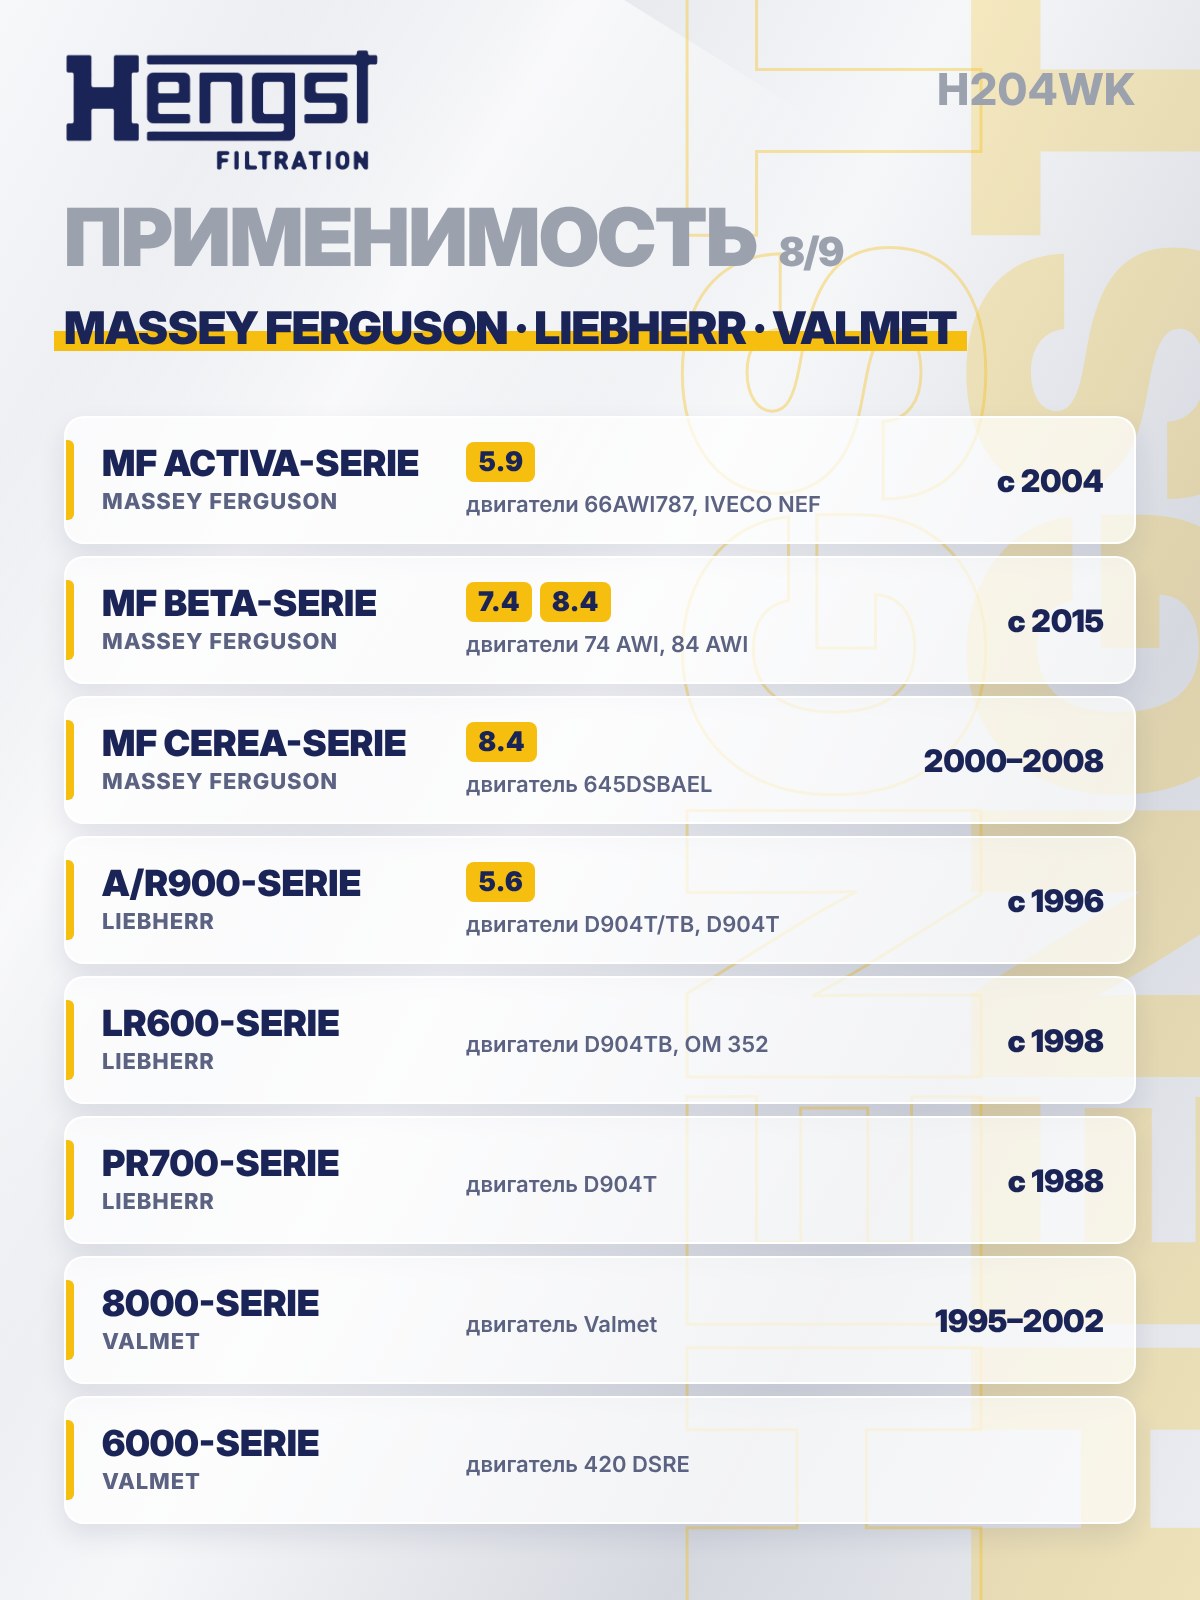 Hengst
FILTRATION
H204WK
ПРИМЕНИМОСТЬ 8/9
MASSEY FERGUSON · LIEBHERR · VALMET
MF ACTIVA-SERIE
MASSEY FERGUSON
5.9
двигатели 66AWI787, IVECO NEF
с 2004
MF BETA-SERIE
MASSEY FERGUSON
7.4 8.4
двигатели 74 AWI, 84 AWI
с 2015
MF CEREA-SERIE
MASSEY FERGUSON
8.4
двигатель 645DSBAEL
2000–2008
A/R900-SERIE
LIEBHERR
5.6
двигатели D904T/TB, D904T
с 1996
LR600-SERIE
LIEBHERR
двигатели D904TB, OM 352
с 1998
PR700-SERIE
LIEBHERR
двигатель D904T
с 1988
8000-SERIE
VALMET
двигатель Valmet
1995–2002
6000-SERIE
VALMET
двигатель 420 DSRE
HENGST
HENGST